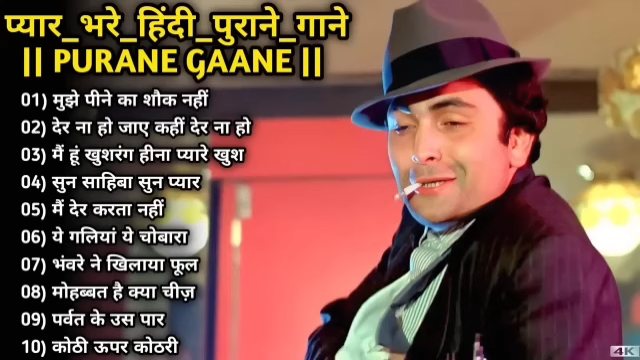 प्यार_भरे_हिंदी_पुराने_गाने
|| PURANE GAANE ||
01) मुझे पीने का शौक नहीं
02) देर ना हो जाए कहीं देर ना हो
03) मैं हूं खुशरंग हीना प्यारे खुश
04) सुन साहिबा सुन प्यार
05) मैं देर करता नहीं
06) ये गलियां ये चोबारा
07) भंवरे ने खिलाया फूल
08) मोहब्बत है क्या चीज़
09) पर्वत के उस पार
10) कोठी ऊपर कोठरी
4K